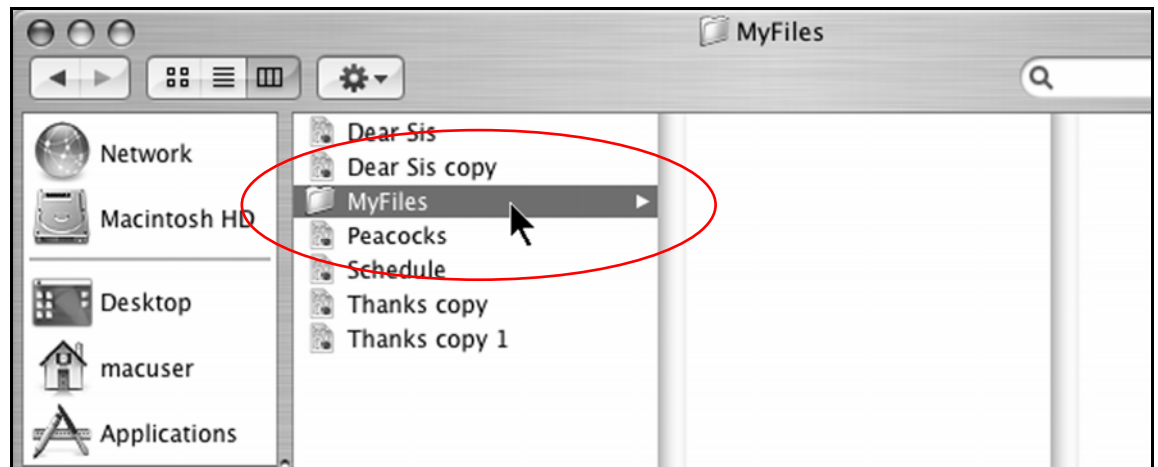 MyFiles
Network
Macintosh HD
Desktop
macuser
Applications
Dear Sis
Dear Sis copy
MyFiles
Peacocks
Schedule
Thanks copy
Thanks copy 1